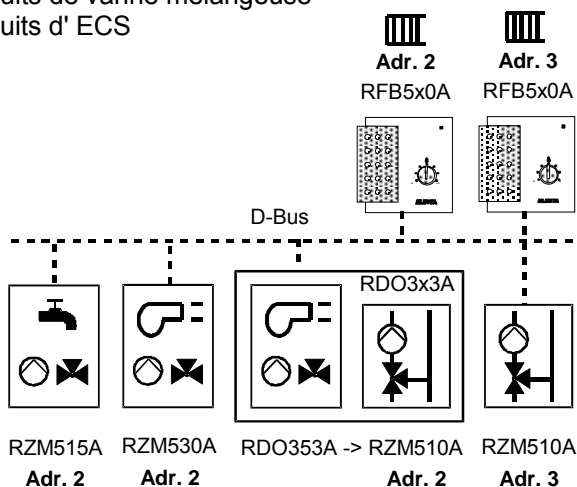 uits de vanne mélangeuse
uits d' ECS
Adr. 2 Adr. 3
RFB5x0A RFB5x0A
D-Bus
RDO3x3A
RZM515A RZM530A RDO353A -> RZM510A RZM510A
Adr. 2 Adr. 2 Adr. 2 Adr. 3